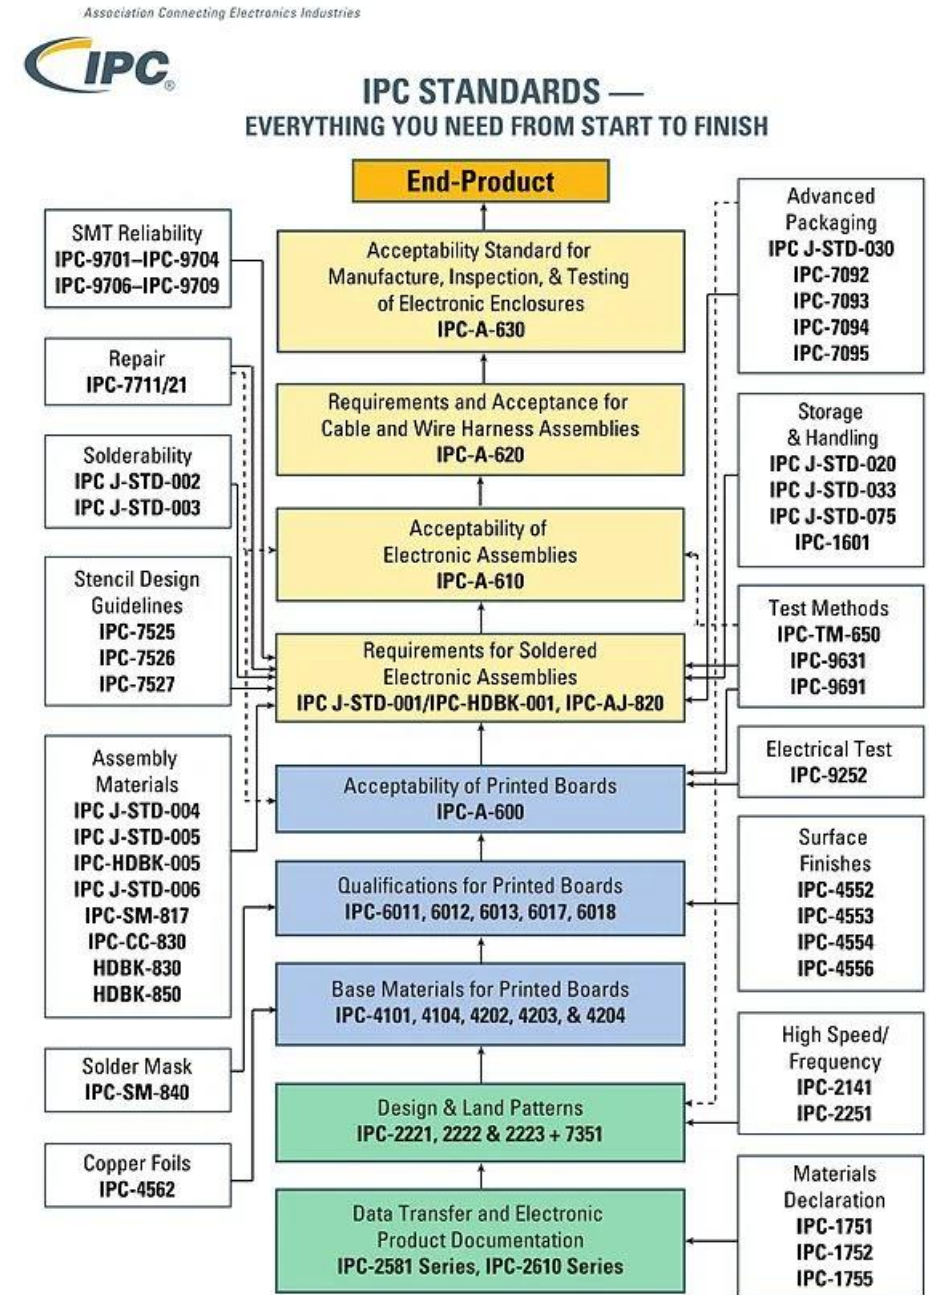 Association Connecting Electronics Industries
IPC®
IPC STANDARDS —
EVERYTHING YOU NEED FROM START TO FINISH
End-Product
Acceptability Standard for
Manufacture, Inspection, & Testing
of Electronic Enclosures
IPC-A-630
Requirements and Acceptance for
Cable and Wire Harness Assemblies
IPC-A-620
Acceptability of
Electronic Assemblies
IPC-A-610
Requirements for Soldered
Electronic Assemblies
IPC J-STD-001/IPC-HDBK-001, IPC-AJ-820
Acceptability of Printed Boards
IPC-A-600
Qualifications for Printed Boards
IPC-6011, 6012, 6013, 6017, 6018
Base Materials for Printed Boards
IPC-4101, 4104, 4202, 4203, & 4204
Design & Land Patterns
IPC-2221, 2222 & 2223 + 7351
Data Transfer and Electronic
Product Documentation
IPC-2581 Series, IPC-2610 Series
SMT Reliability
IPC-9701–IPC-9704
IPC-9706–IPC-9709
Repair
IPC-7711/21
Solderability
IPC J-STD-002
IPC J-STD-003
Stencil Design
Guidelines
IPC-7525
IPC-7526
IPC-7527
Assembly
Materials
IPC J-STD-004
IPC J-STD-005
IPC-HDBK-005
IPC J-STD-006
IPC-SM-817
IPC-CC-830
HDBK-830
HDBK-850
Solder Mask
IPC-SM-840
Copper Foils
IPC-4562
Advanced
Packaging
IPC J-STD-030
IPC-7092
IPC-7093
IPC-7094
IPC-7095
Storage
& Handling
IPC J-STD-020
IPC J-STD-033
IPC J-STD-075
IPC-1601
Test Methods
IPC-TM-650
IPC-9631
IPC-9691
Electrical Test
IPC-9252
Surface
Finishes
IPC-4552
IPC-4553
IPC-4554
IPC-4556
High Speed/
Frequency
IPC-2141
IPC-2251
Materials
Declaration
IPC-1751
IPC-1752
IPC-1755